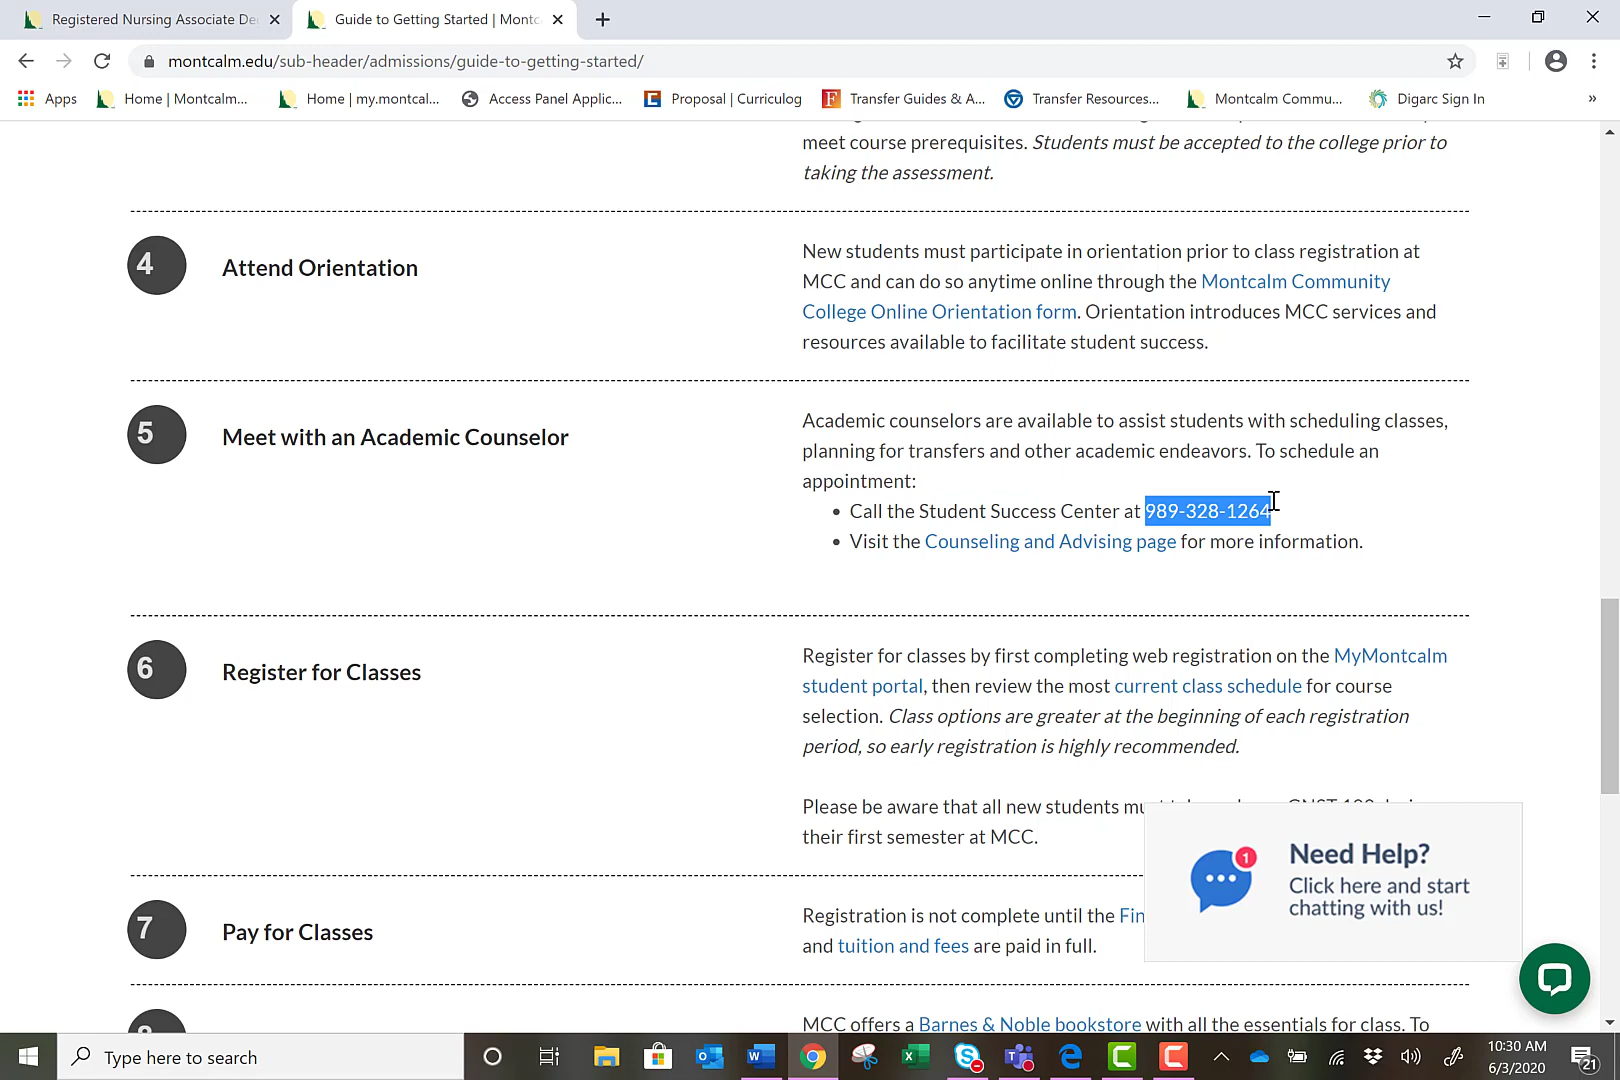 Registered Nursing Associate De
Guide to Getting Started | Montc
montcalm.edu/sub-header/admissions/guide-to-getting-started/
Apps
Home | Montcalm...
Home | my.montcal...
Access Panel Applic...
Proposal | Curriculog
Transfer Guides & A...
Transfer Resources...
Montcalm Commu...
Digarc Sign In
»
meet course prerequisites. Students must be accepted to the college prior to
taking the assessment.
4
Attend Orientation
New students must participate in orientation prior to class registration at
MCC and can do so anytime online through the Montcalm Community
College Online Orientation form. Orientation introduces MCC services and
resources available to facilitate student success.
5
Meet with an Academic Counselor
Academic counselors are available to assist students with scheduling classes,
planning for transfers and other academic endeavors. To schedule an
appointment:
• Call the Student Success Center at 989-328-1264
• Visit the Counseling and Advising page for more information.
6
Register for Classes
Register for classes by first completing web registration on the MyMontcalm
student portal, then review the most current class schedule for course
selection. Class options are greater at the beginning of each registration
period, so early registration is highly recommended.
Please be aware that all new students
their first semester at MCC.
7
Pay for Classes
Registration is not complete until the Fin
and tuition and fees are paid in full.
1
Need Help?
Click here and start
chatting with us!
MCC offers a Barnes & Noble bookstore with all the essentials for class. To
Type here to search
10:30 AM
6/3/2020
21